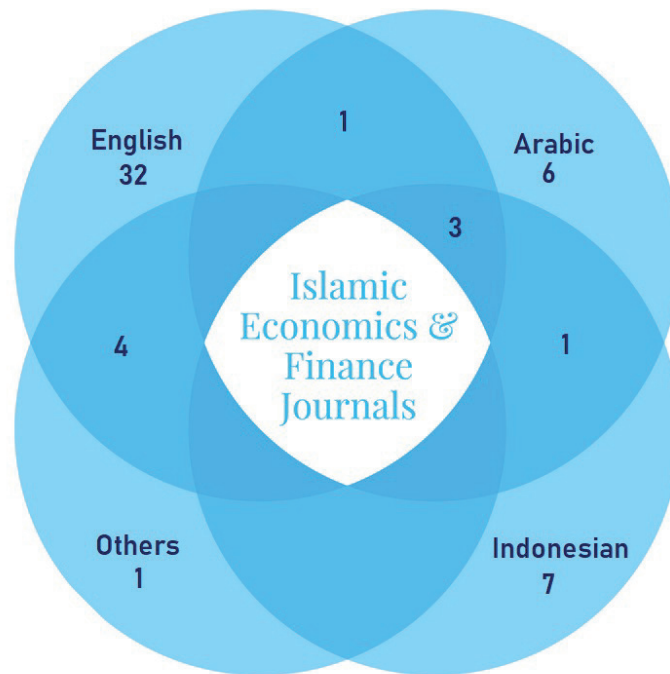 1
English
32
Arabic
6
3
Islamic
Economics &
Finance
Journals
4
1
Others
1
Indonesian
7